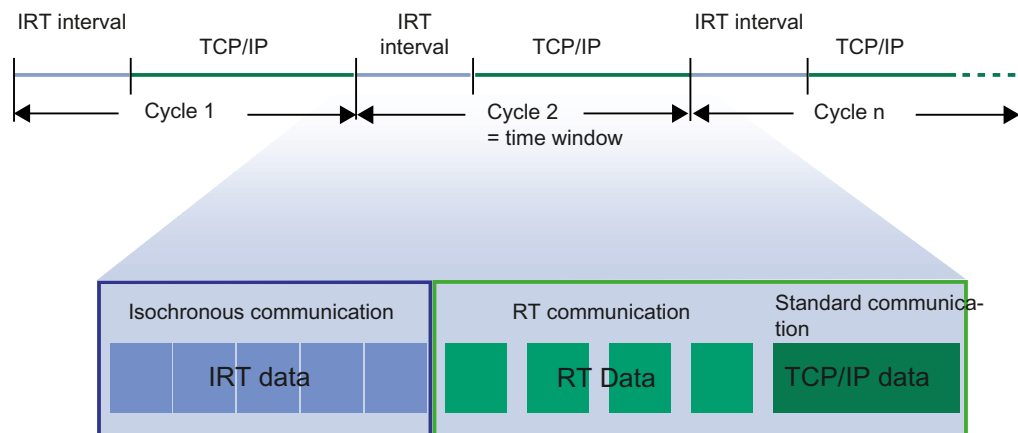 IRT interval
IRT
interval
IRT interval
TCP/IP
TCP/IP
TCP/IP
Cycle 1
Cycle 2
= time window
Cycle n
Isochronous communication
RT communication
Standard communica-
tion
IRT data
RT Data
TCP/IP data